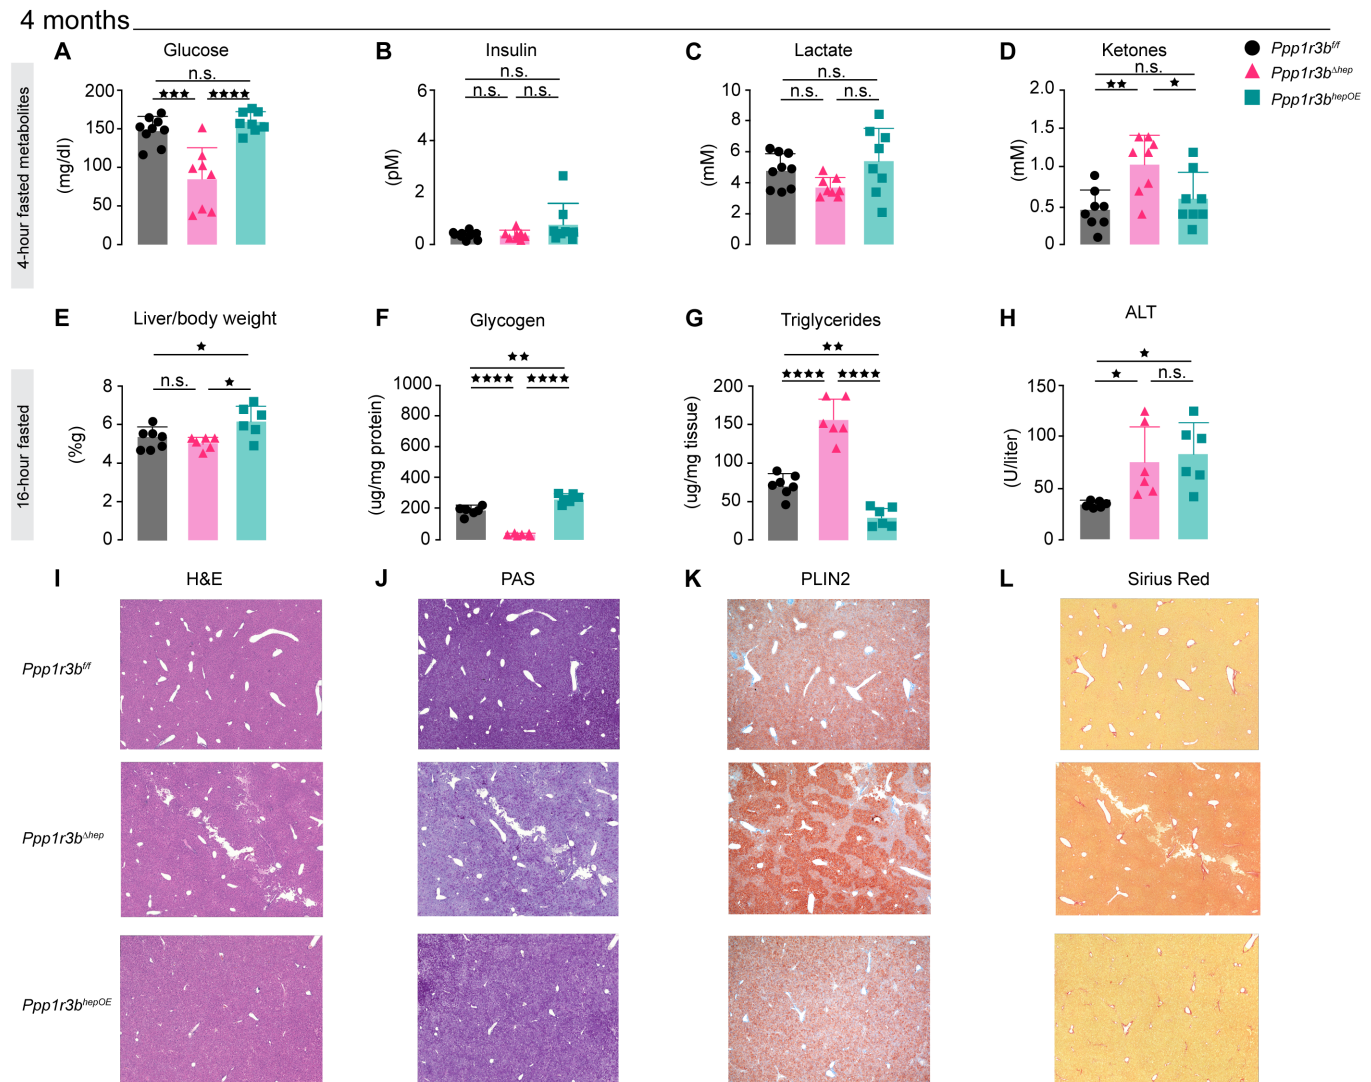 4 months
4-hour fasted metabolites
A
Glucose
n.s.
★★★ ★★★★
200
150
100
50
0
(mg/dl)
B
Insulin
n.s.
n.s. n.s.
6
4
2
0
(pM)
C
Lactate
n.s.
n.s. n.s.
10
8
6
4
2
0
(mM)
D
Ketones
n.s.
★★ ★
2.0
1.5
1.0
0.5
0
(mM)
Ppp1r3b^f/f
Ppp1r3b^Δhep
Ppp1r3b^hepOE
16-hour fasted
E
Liver/body weight
★
n.s. ★
8
6
4
2
0
(%g)
F
Glycogen
★★
★★★★ ★★★★
1000
800
600
400
200
0
(ug/mg protein)
G
Triglycerides
★★
★★★★ ★★★★
200
150
100
50
0
(ug/mg tissue)
H
ALT
★
★ n.s.
150
100
50
0
(U/liter)
I
H&E
J
PAS
K
PLIN2
L
Sirius Red
Ppp1r3b^f/f
Ppp1r3b^Δhep
Ppp1r3b^hepOE